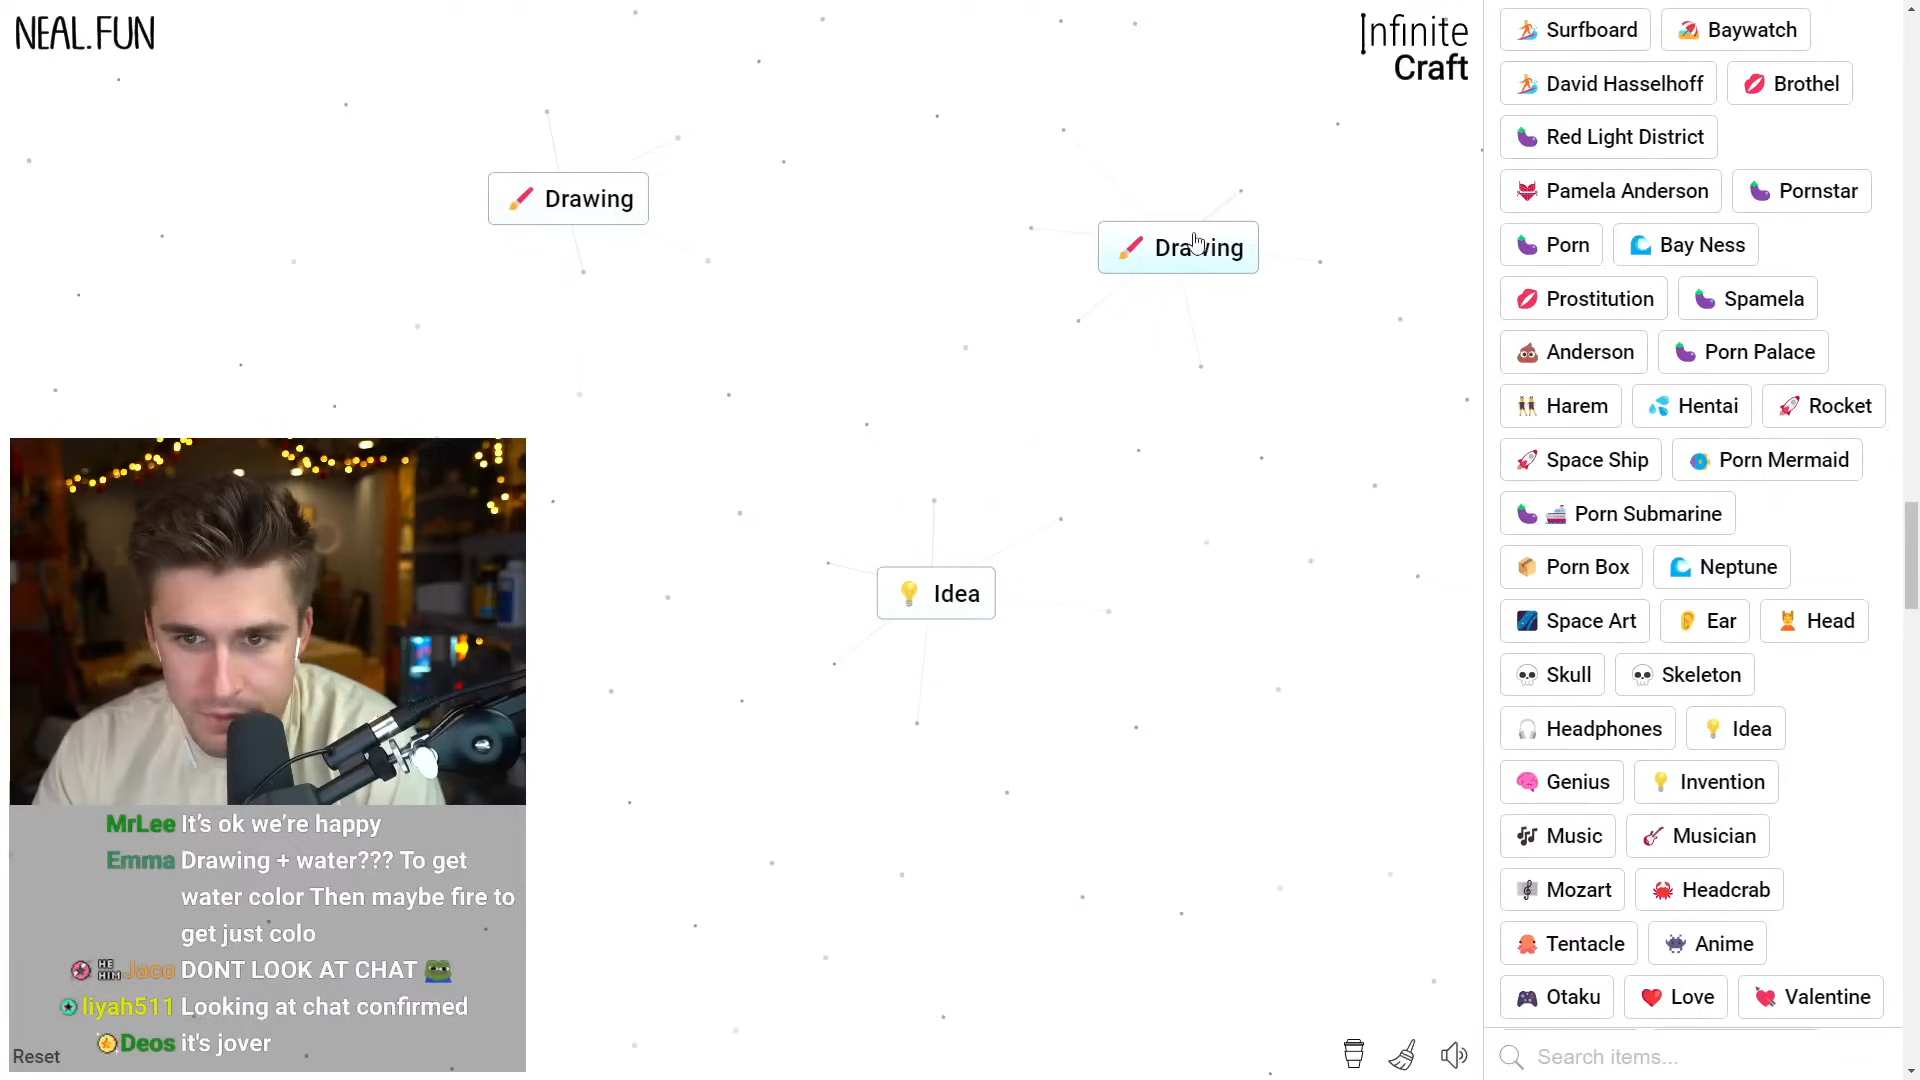 NEAL.FUN
Infinite
Craft
Drawing
Drawing
Idea
MrLee It's ok we're happy
Emma Drawing + water??? To get
water color Then maybe fire to
get just colo
HE HIM Jaco DONT LOOK AT CHAT
liyah511 Looking at chat confirmed
Deos it's jover
Reset
Surfboard Baywatch
David Hasselhoff Brothel
Red Light District
Pamela Anderson Pornstar
Porn Bay Ness
Prostitution Spamela
Anderson Porn Palace
Harem Hentai Rocket
Space Ship Porn Mermaid
Porn Submarine
Porn Box Neptune
Space Art Ear Head
Skull Skeleton
Headphones Idea
Genius Invention
Music Musician
Mozart Headcrab
Tentacle Anime
Otaku Love Valentine
Search items...